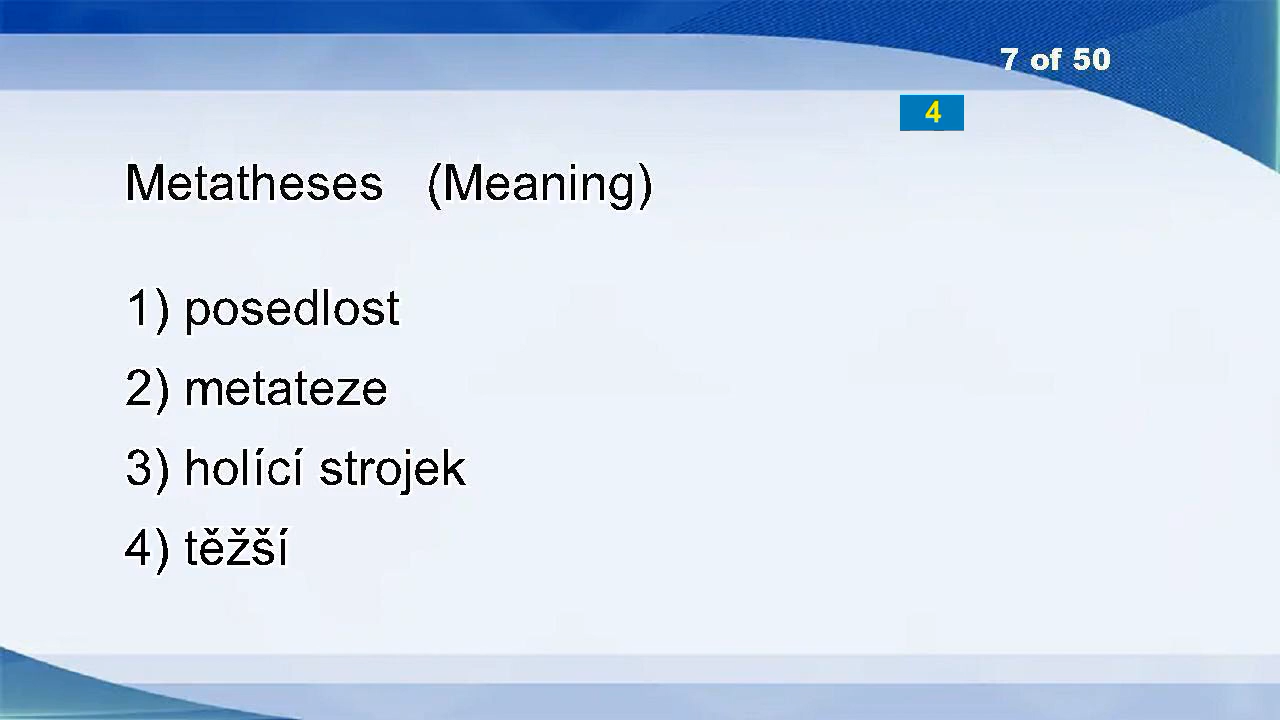 7 of 50
4
Metatheses (Meaning)
1) posedlost
2) metateze
3) holící strojek
4) těžší